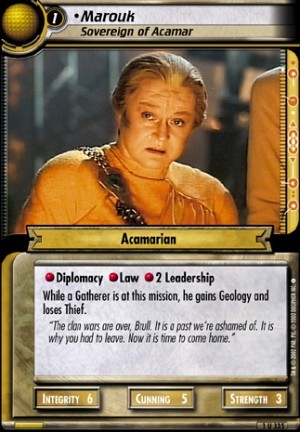 1
•Marouk
Sovereign of Acamar
Acamarian
Diplomacy Law 2 Leadership
While a Gatherer is at this mission, he gains Geology and
loses Thief.
"The clan wars are over, Brull. It is a past we're ashamed of. It is
why you had to leave. Now it is time to come home."
INTEGRITY 6 CUNNING 5 STRENGTH 3